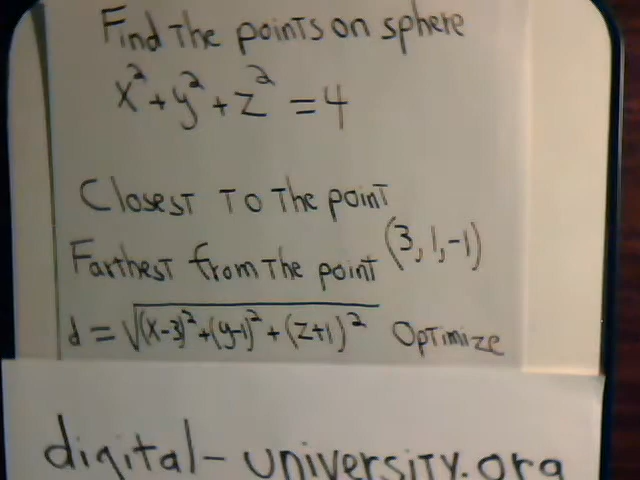 Find the points on sphere
x²+y²+z²=4
Closest to the point
(3,1,-1)
Farthest from the point
d = √(x-3)²+(y-1)²+(z+1)² Optimize
digital-university.org